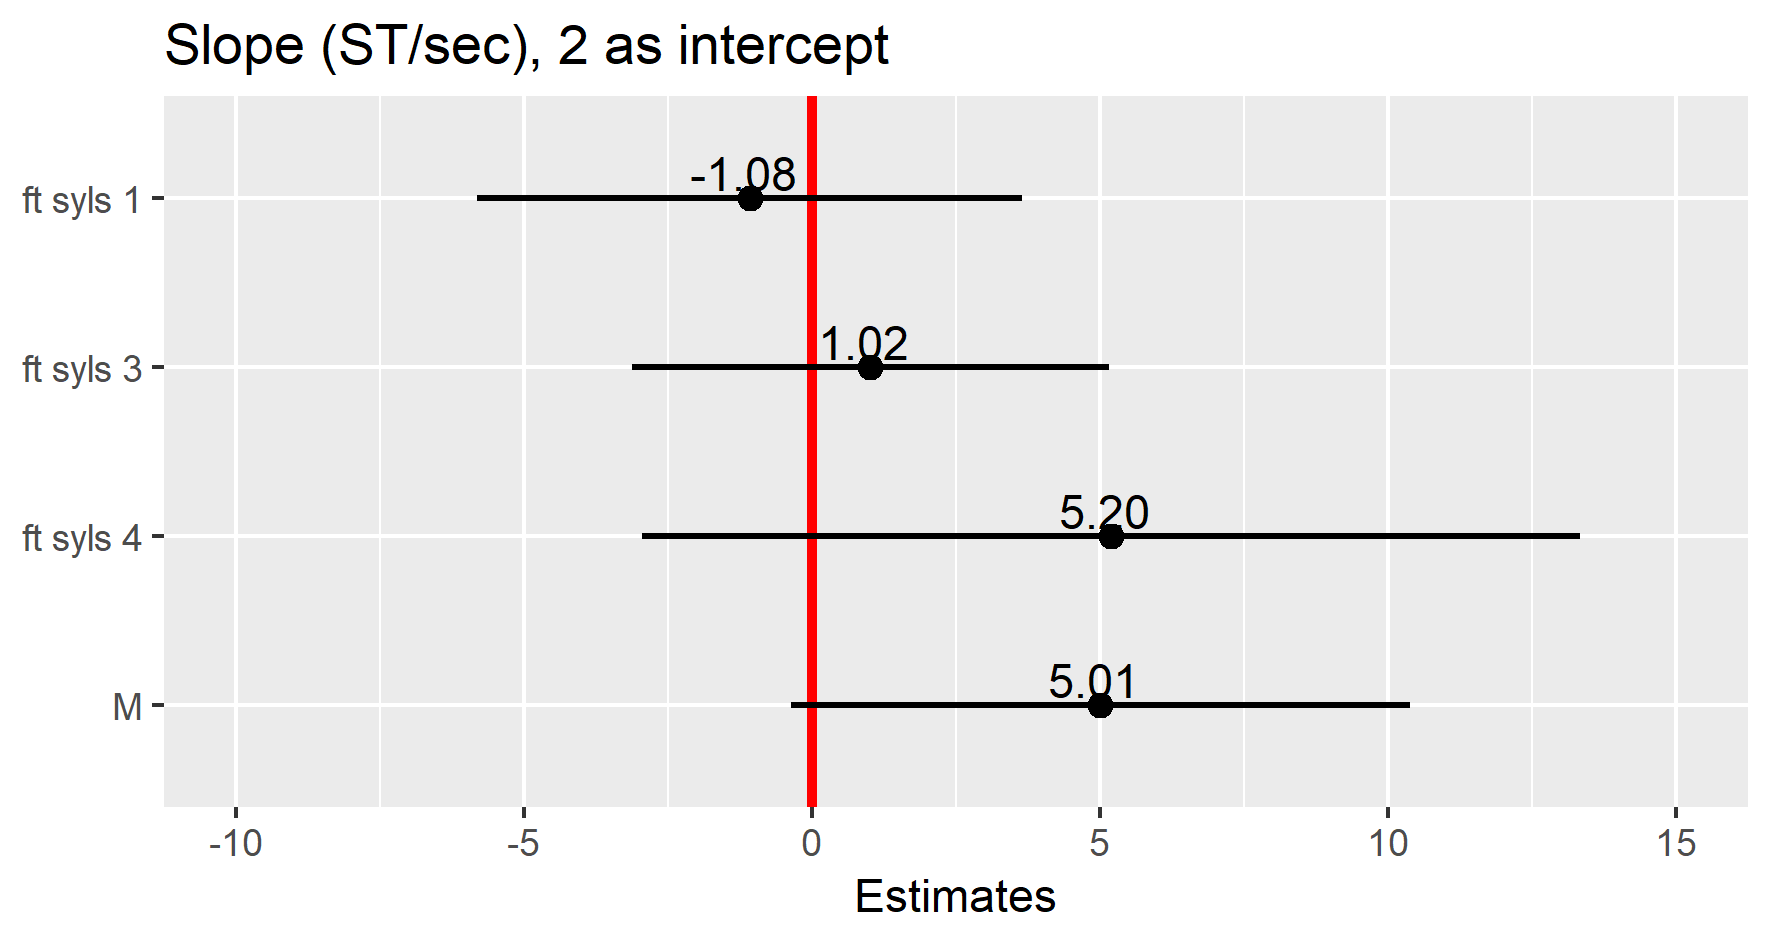 Slope (ST/sec), 2 as intercept
-1.08
ft syls 1
1.02
ft syls 3
5.20
ft syls 4
5.01
M
-10 -5 0 5 10 15
Estimates